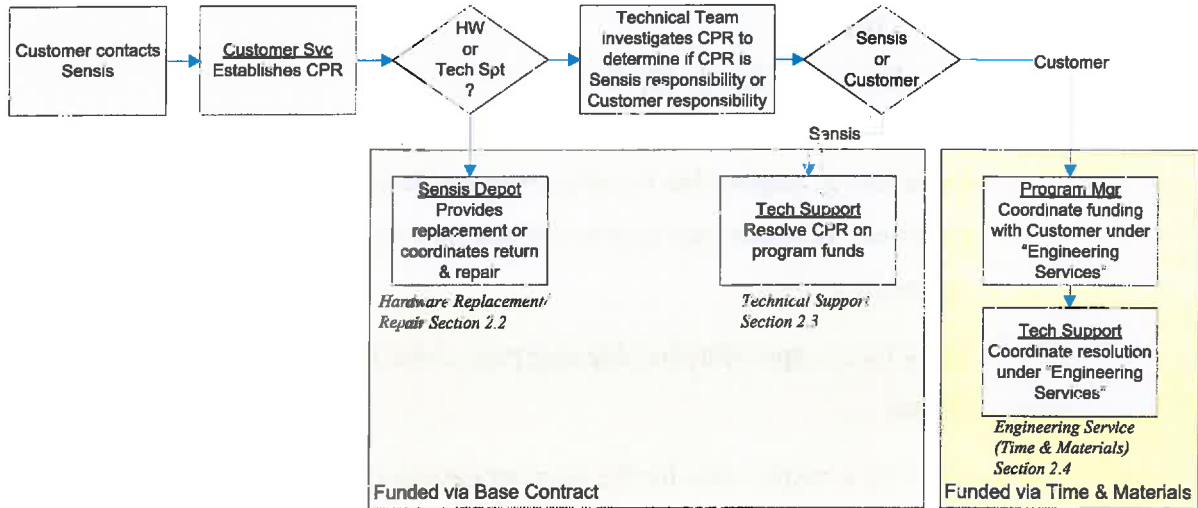 Customer contacts
Sensis
Customer Svc
Establishes CPR
HW
or
Tech Spt
?
Technical Team
investigates CPR to
determine if CPR is
Sensis responsibility or
Customer responsibility
Sensis
or
Customer
Customer
Sensis
Sensis Depot
Provides
replacement or
coordinates return
& repair
Hardware Replacement/
Repair Section 2.2
Tech Support
Resolve CPR on
program funds
Technical Support
Section 2.3
Program Mgr
Coordinate funding
with Customer under
"Engineering
Services"
Tech Support
Coordinate resolution
under "Engineering
Services"
Engineering Service
(Time & Materials)
Section 2.4
Funded via Base Contract
Funded via Time & Materials